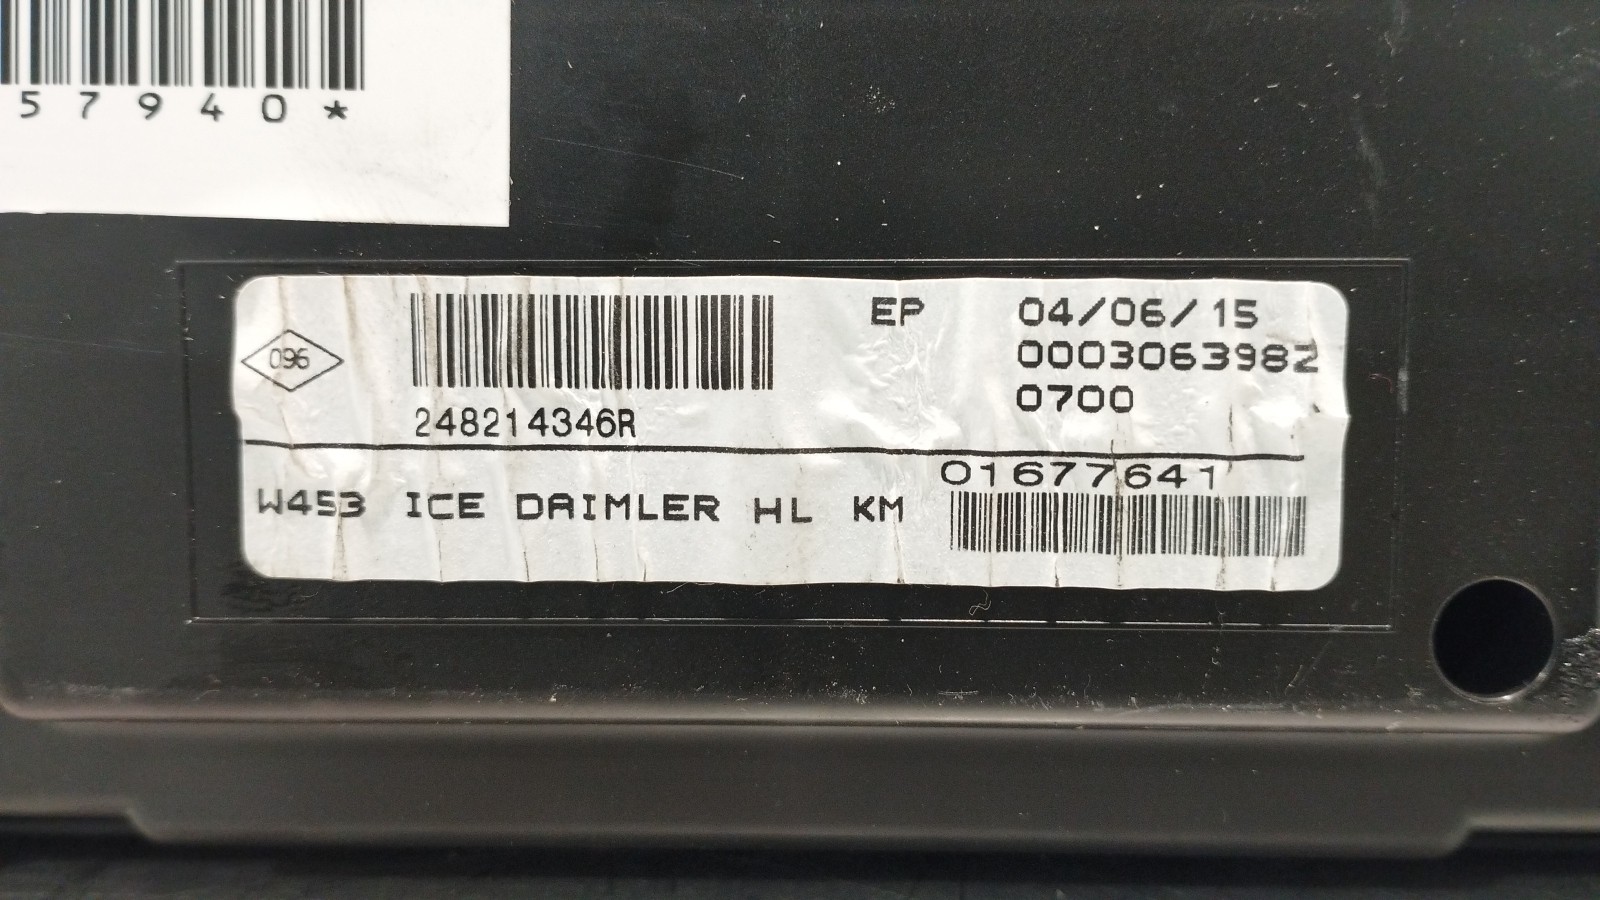 57940*
096
EP 04/06/15
0003063982
0700
248214346R
01677641
W453 ICE DAIMLER HL KM